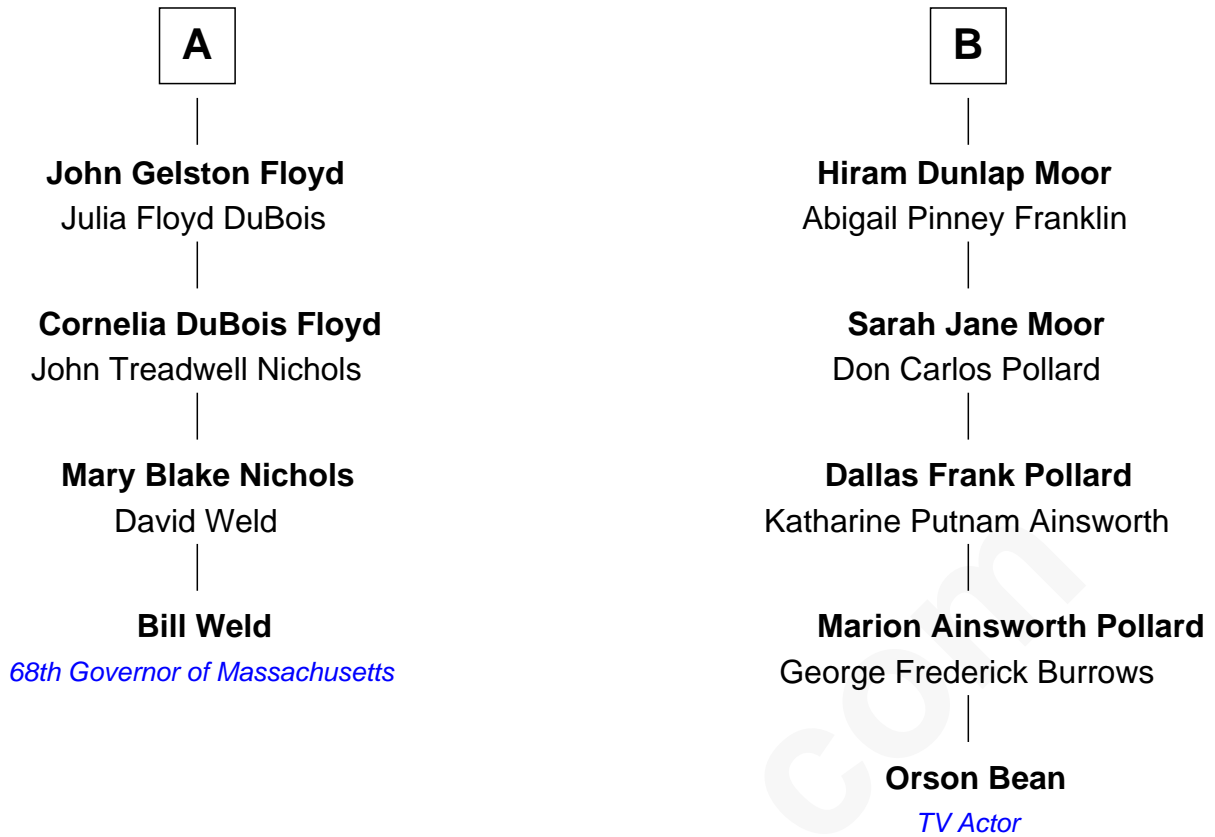 A
John Gelston Floyd
Julia Floyd DuBois
Cornelia DuBois Floyd
John Treadwell Nichols
Mary Blake Nichols
David Weld
Bill Weld
68th Governor of Massachusetts
B
Hiram Dunlap Moor
Abigail Pinney Franklin
Sarah Jane Moor
Don Carlos Pollard
Dallas Frank Pollard
Katharine Putnam Ainsworth
Marion Ainsworth Pollard
George Frederick Burrows
Orson Bean
TV Actor
com